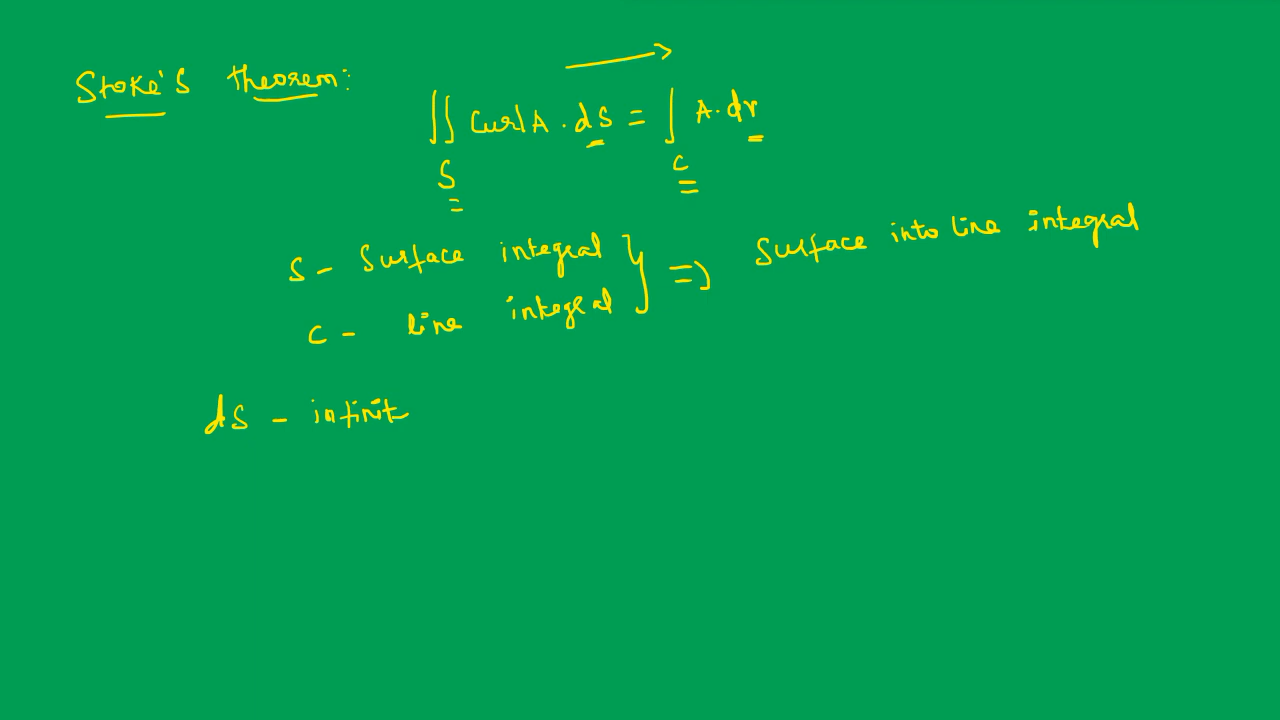 Stoke's theorem:
∬ Curl A . dS = ∫ A. dr
S C
S - Surface integral } => Surface into line integral
C - line integral
dS - infinit